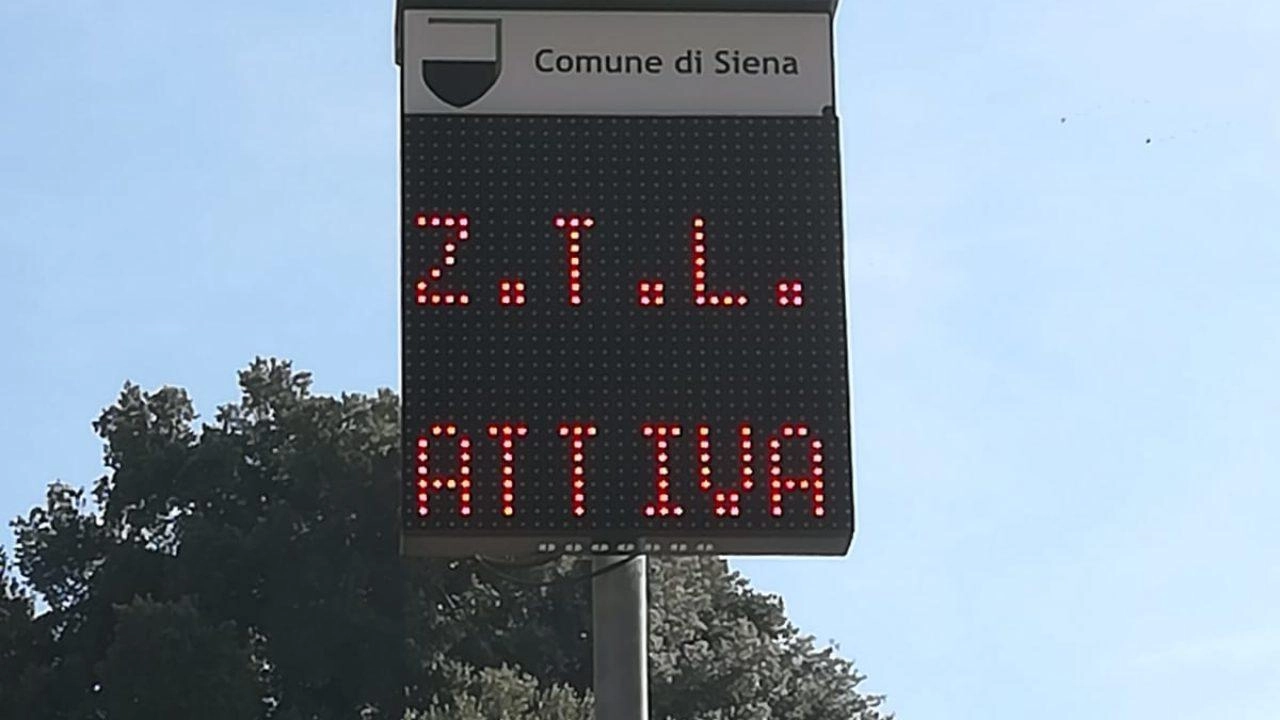 Comune di Siena
Z.T.L.
ATTIVA